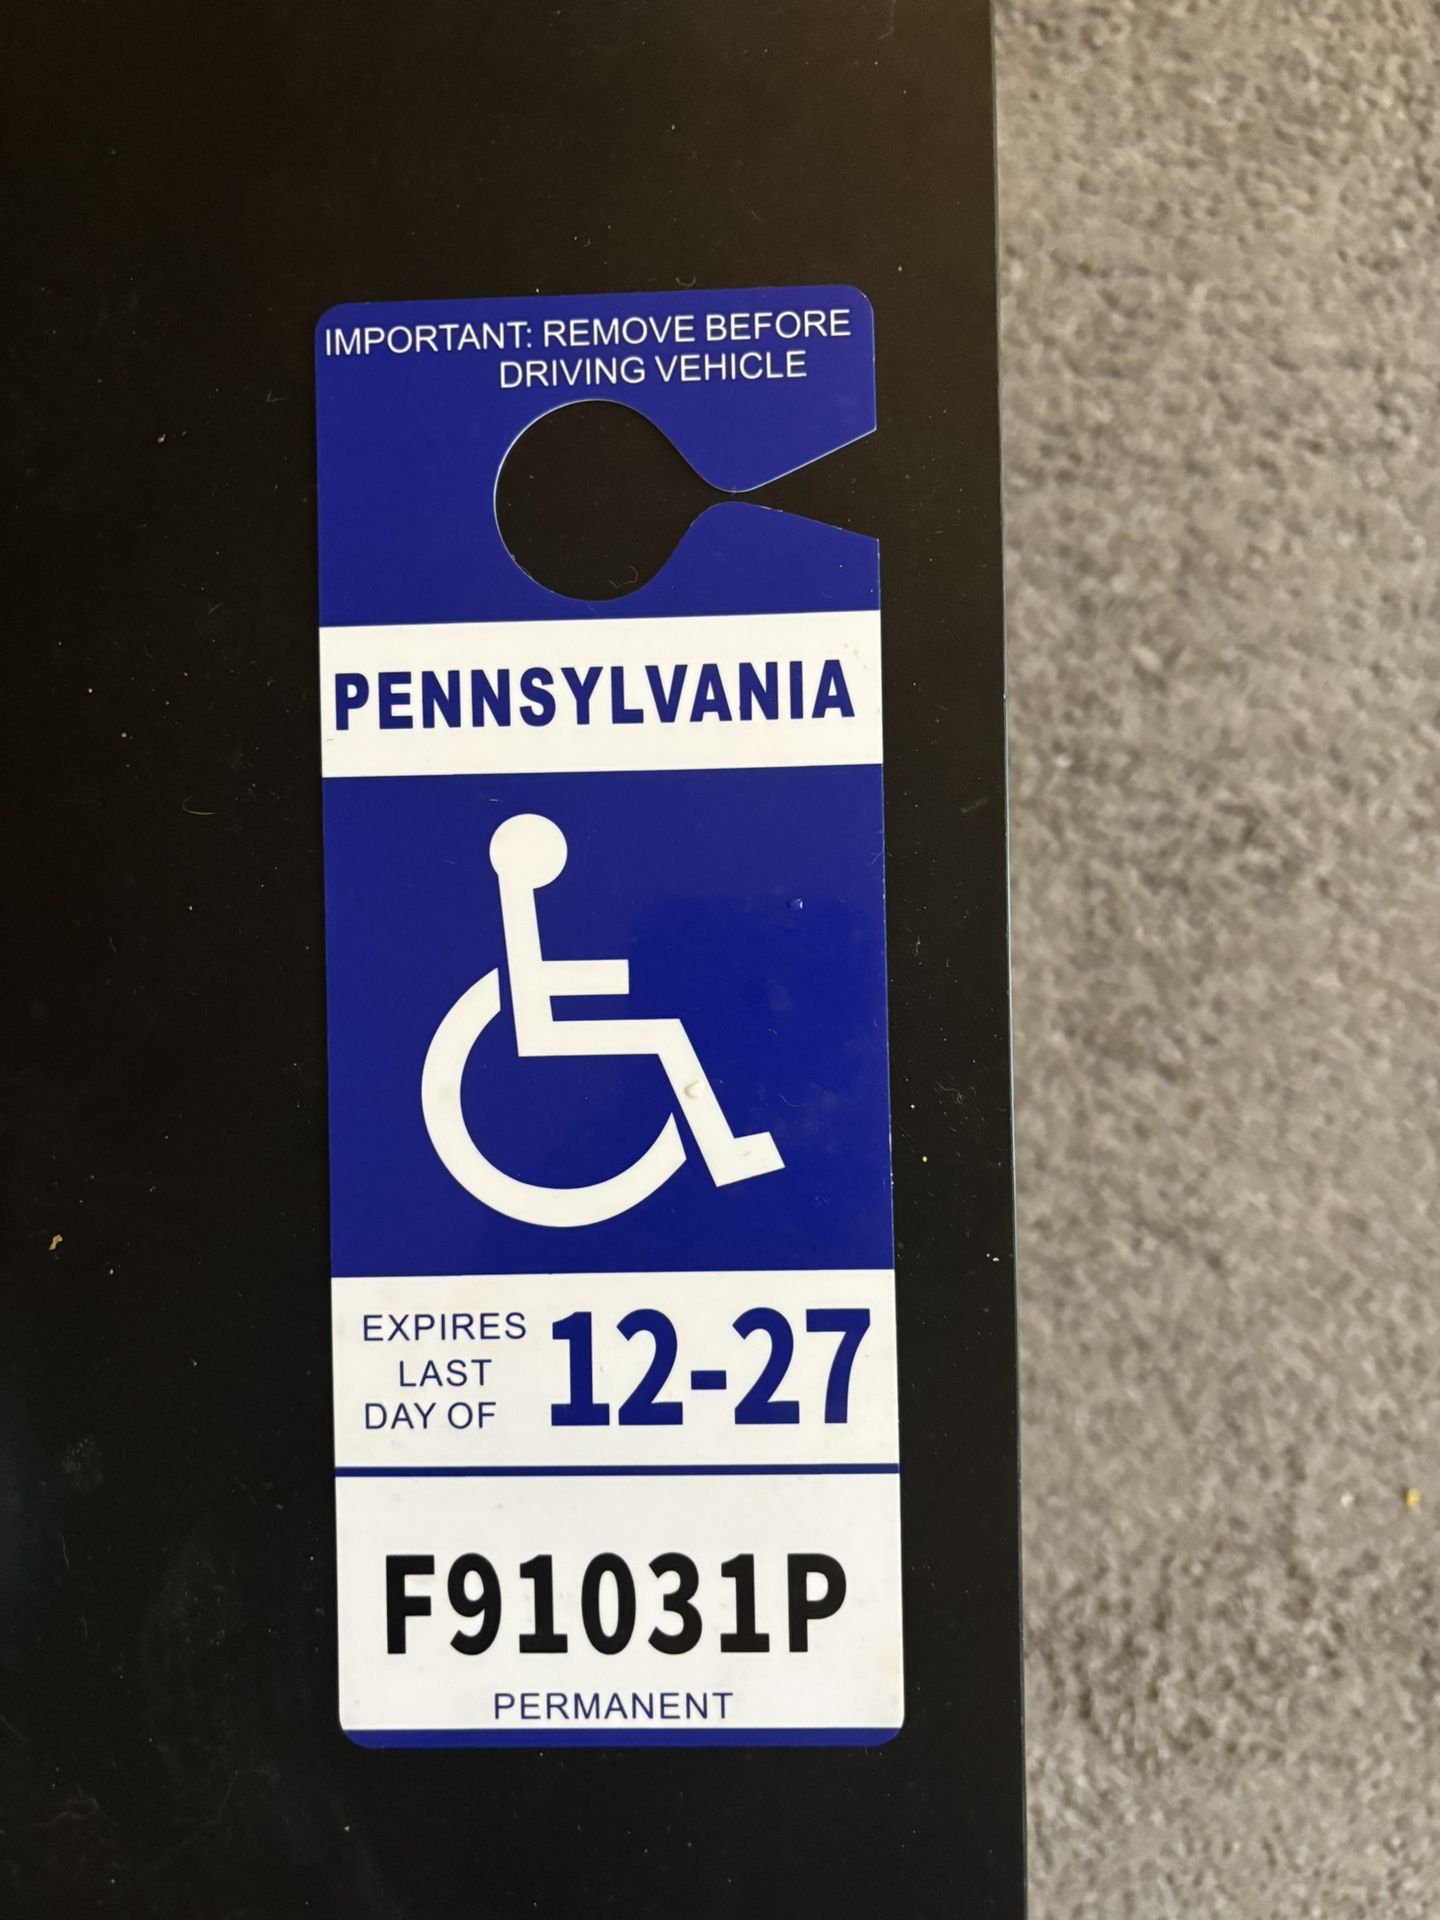 IMPORTANT: REMOVE BEFORE
DRIVING VEHICLE
PENNSYLVANIA
EXPIRES
LAST
DAY OF
12-27
F91031P
PERMANENT